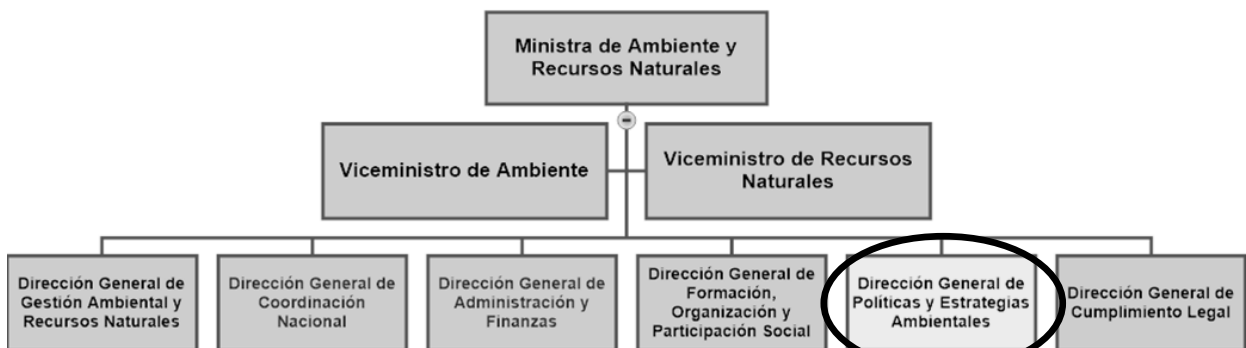 Ministra de Ambiente y
Recursos Naturales
Viceministro de Ambiente
Viceministro de Recursos
Naturales
Dirección General de
Gestión Ambiental y
Recursos Naturales
Dirección General de
Coordinación
Nacional
Dirección General de
Administración y
Finanzas
Dirección General de
Formación,
Organización y
Participación Social
Dirección General de
Políticas y Estrategias
Ambientales
Dirección General de
Cumplimiento Legal